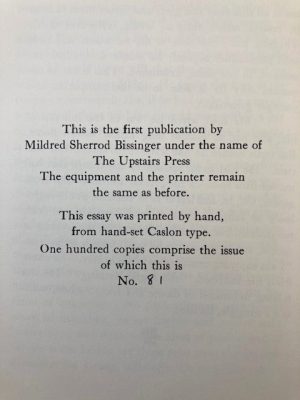 This is the first publication by
Mildred Sherrod Bissinger under the name of
The Upstairs Press
The equipment and the printer remain
the same as before.
This essay was printed by hand,
from hand-set Caslon type.
One hundred copies comprise the issue
of which this is
No. 81